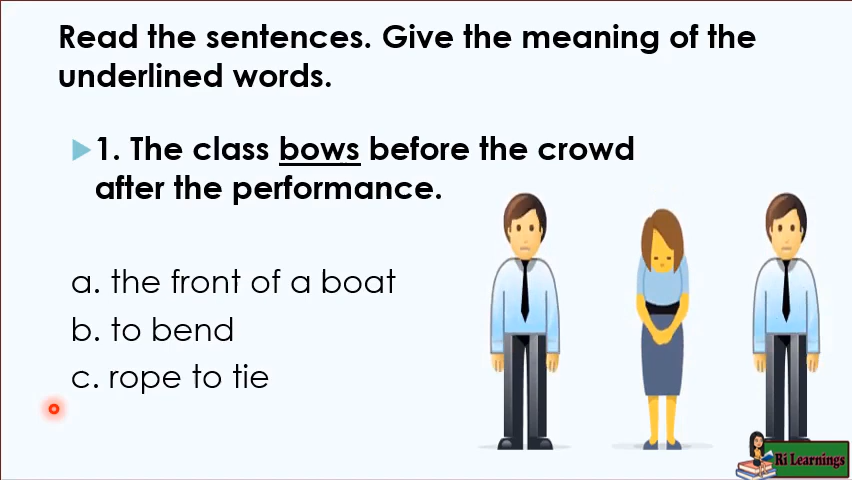 Read the sentences. Give the meaning of the
underlined words.
1. The class bows before the crowd
after the performance.
a. the front of a boat
b. to bend
c. rope to tie
Ri Learnings